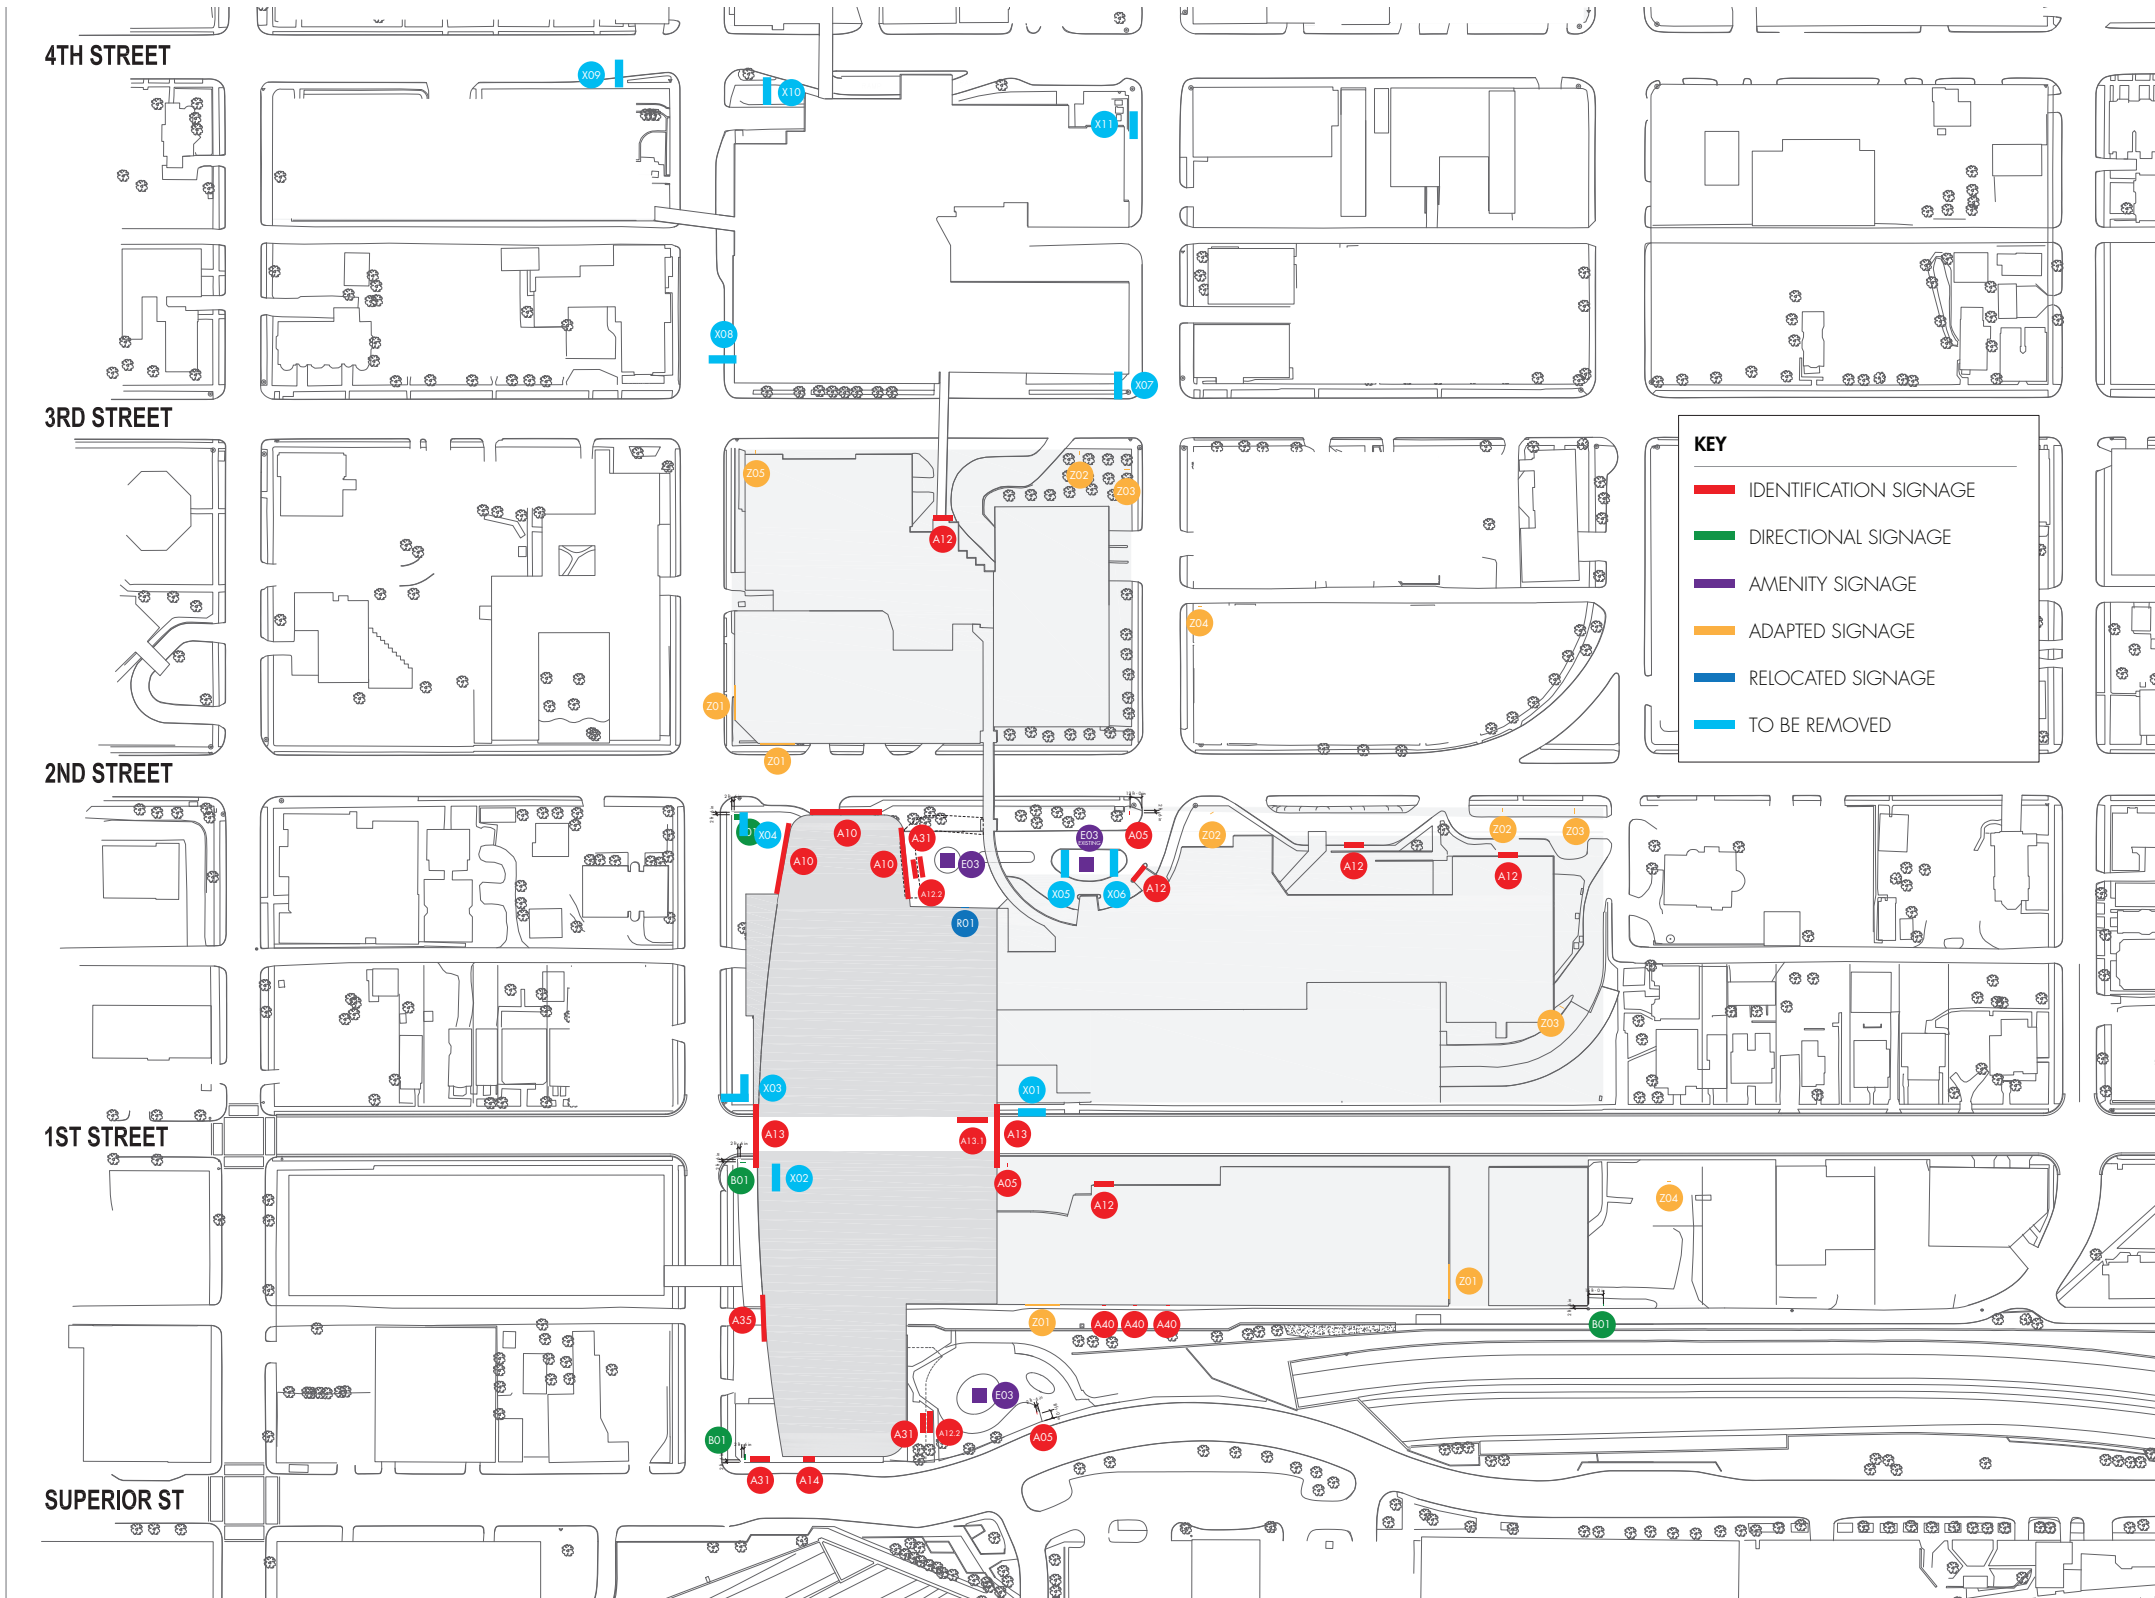 4TH STREET
X09
X10
X11
X08
X07
3RD STREET
KEY
IDENTIFICATION SIGNAGE
DIRECTIONAL SIGNAGE
AMENITY SIGNAGE
ADAPTED SIGNAGE
RELOCATED SIGNAGE
TO BE REMOVED
Z05
Z02
Z03
A12
Z04
Z01
Z01
2ND STREET
X04
A10
A31
E03
EXISTING
A05
Z02
Z02
Z03
A10
A10
E03
A12
A12
A12.2
X05
X06
A12
R01
Z03
X03
X01
1ST STREET
A13
A13.1
A13
B01
X02
A05
A12
Z04
Z01
A35
Z01
A40
A40
A40
B01
E03
B01
A31
A12.2
A05
A31
A14
SUPERIOR ST